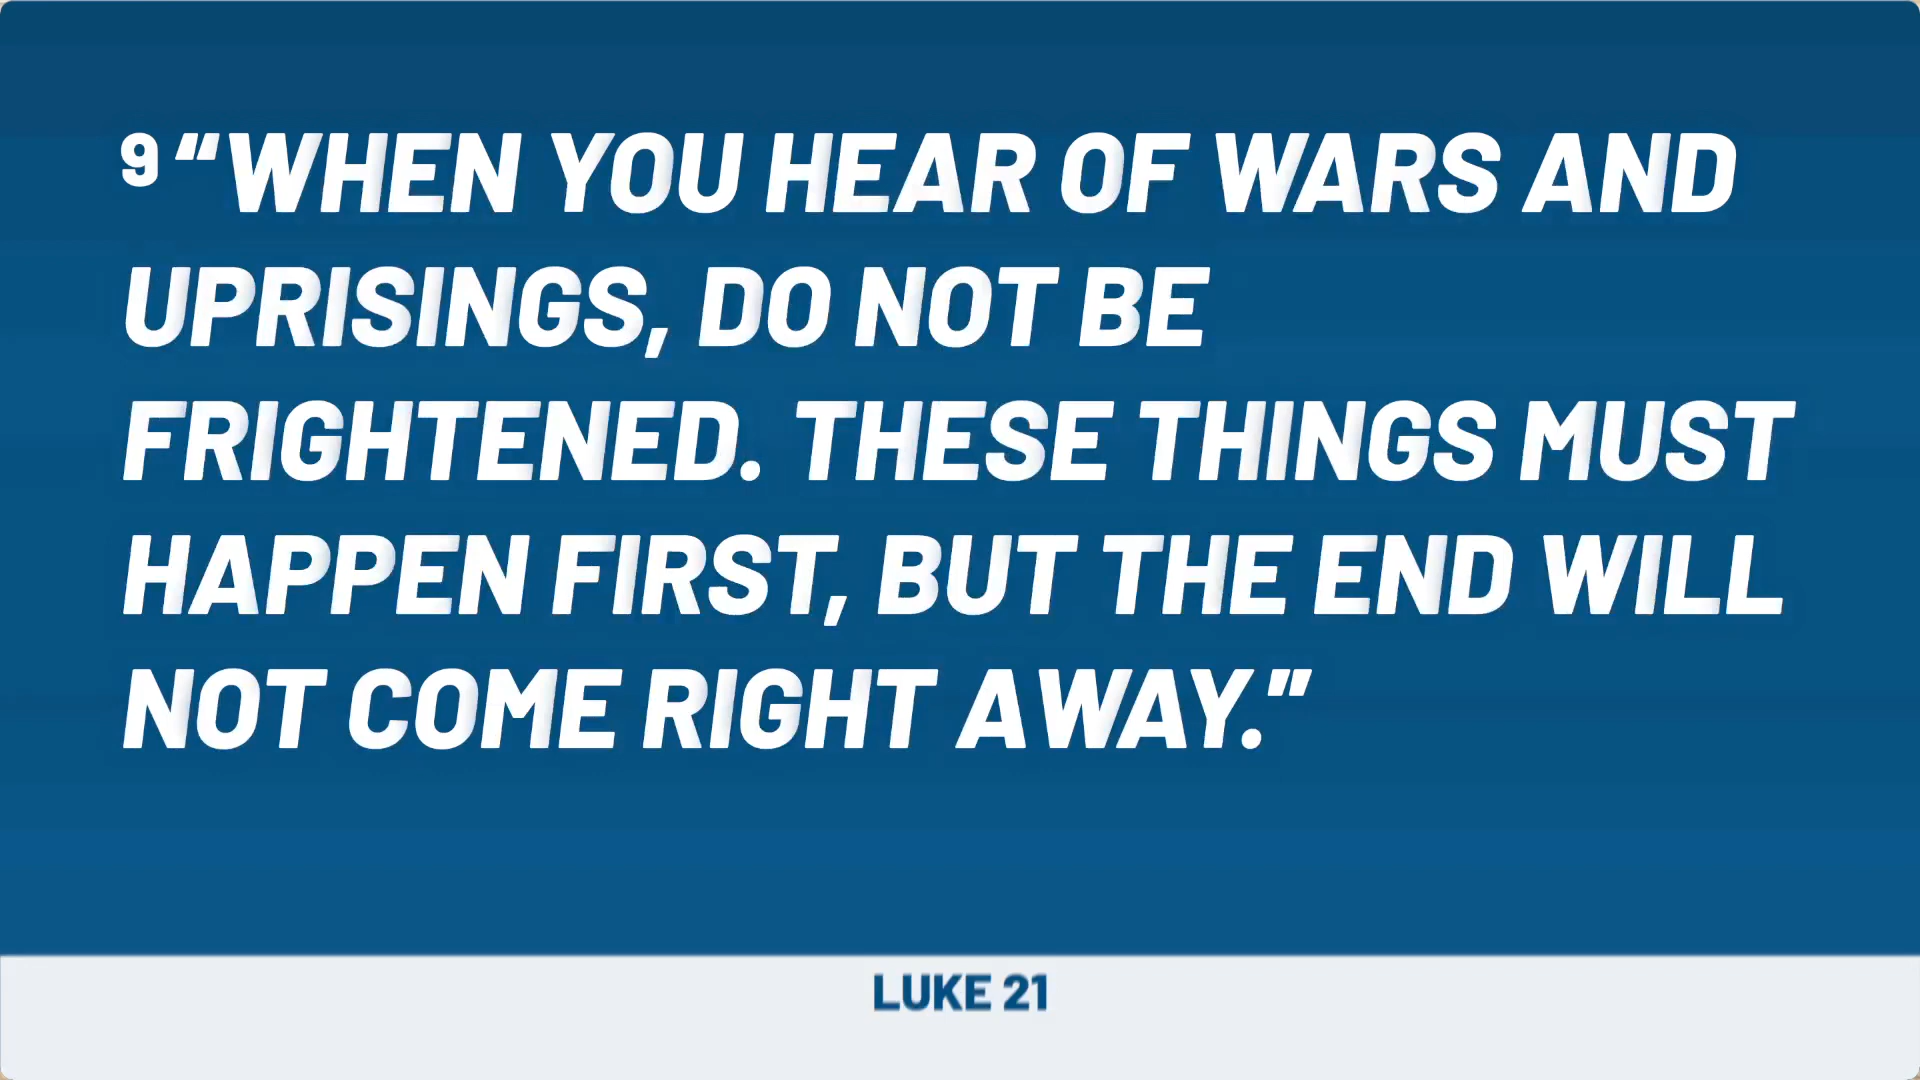 9 “WHEN YOU HEAR OF WARS AND
UPRISINGS, DO NOT BE
FRIGHTENED. THESE THINGS MUST
HAPPEN FIRST, BUT THE END WILL
NOT COME RIGHT AWAY.”
LUKE 21